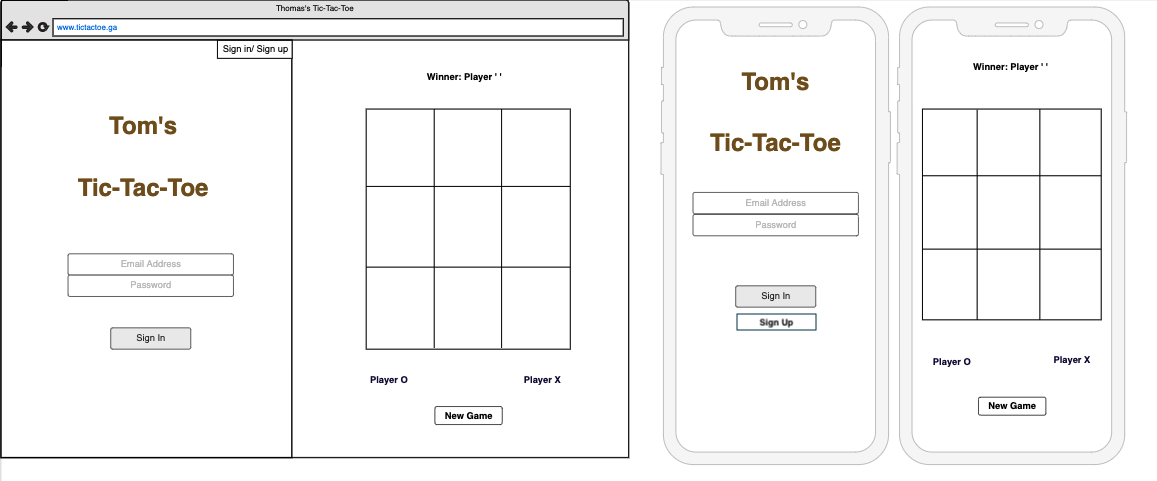 Thomas's Tic-Tac-Toe
www.tictactoe.ga
Sign in/ Sign up
Tom's
Tic-Tac-Toe
Email Address
Password
Sign In
Winner: Player ' '
Player O
Player X
New Game
Tom's
Tic-Tac-Toe
Email Address
Password
Sign In
Sign Up
Winner: Player ' '
Player O
Player X
New Game